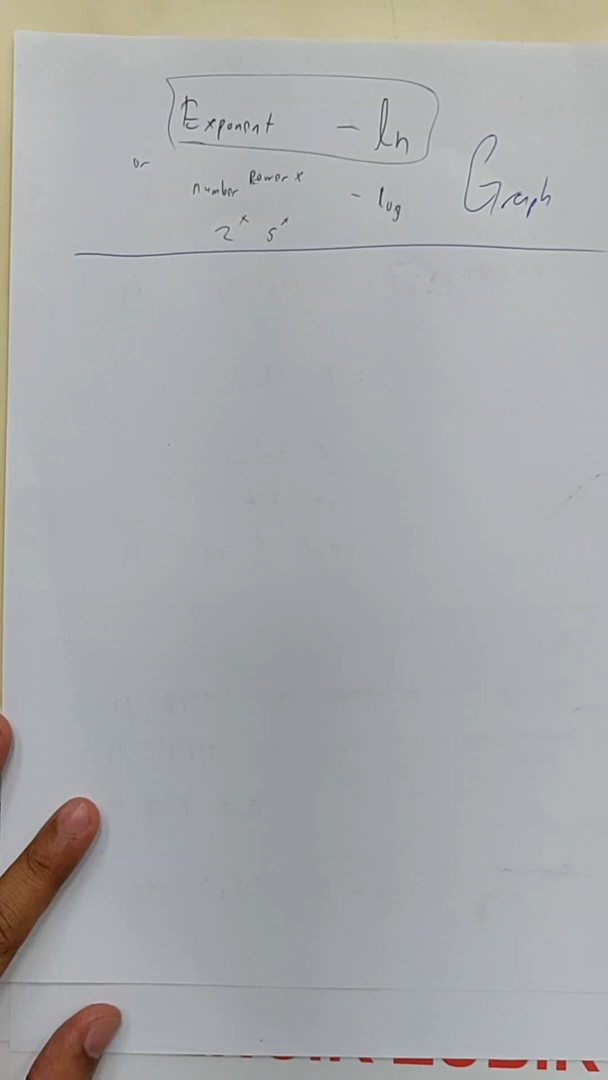 Exponent - ln
or
number Power x - log
2^x 5^x
Graph